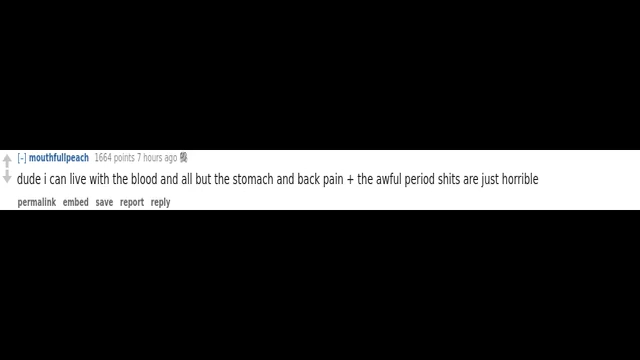 [–] mouthfullpeach 1664 points 7 hours ago
dude i can live with the blood and all but the stomach and back pain + the awful period shits are just horrible
permalink embed save report reply